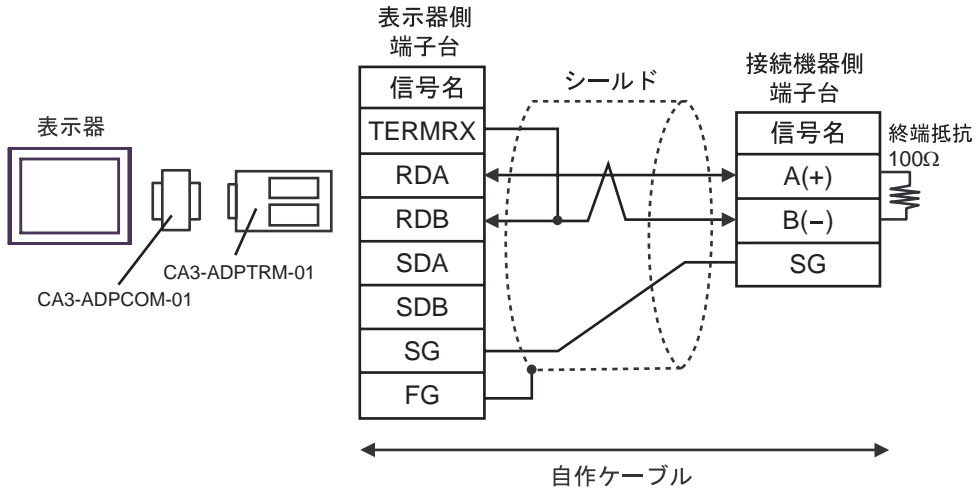 表示器
CA3-ADPCOM-01
CA3-ADPTRM-01
表示器側
端子台
信号名
TERMRX
RDA
RDB
SDA
SDB
SG
FG
シールド
接続機器側
端子台
信号名
A(+)
B(−)
SG
終端抵抗
100Ω
自作ケーブル